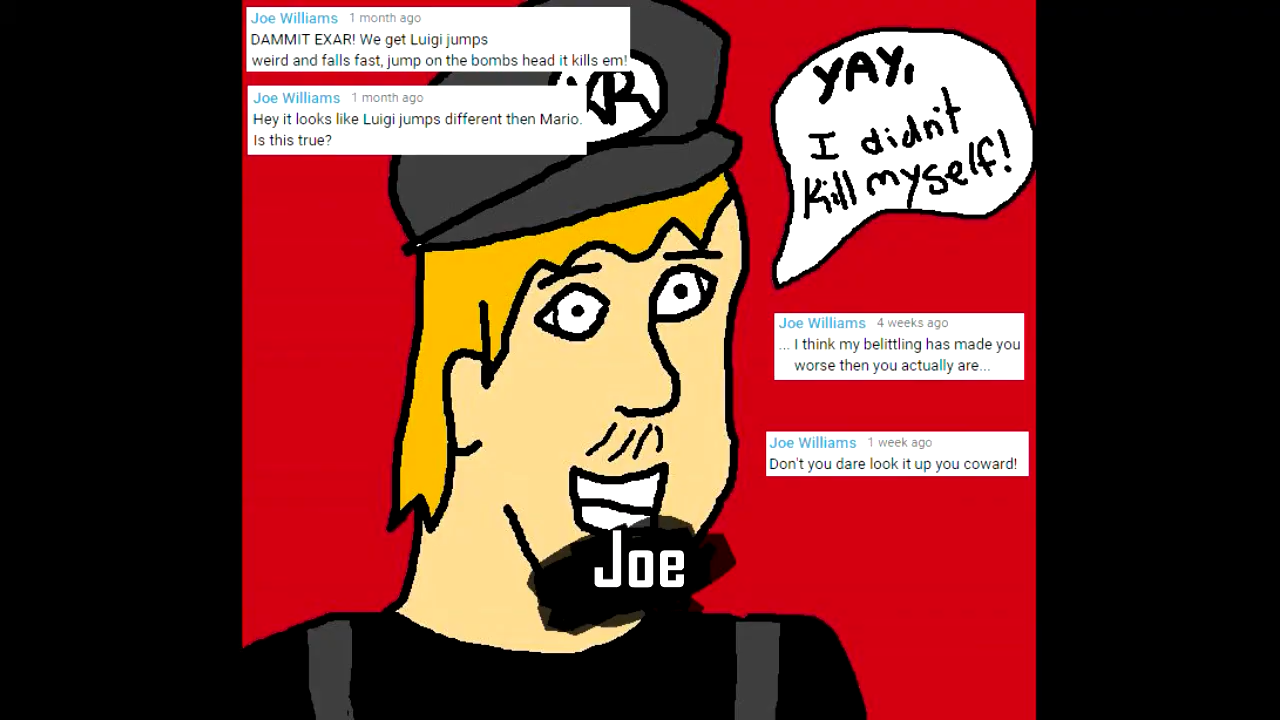 Joe Williams 1 month ago
DAMMIT EXAR! We get Luigi jumps
weird and falls fast, jump on the bombs head it kills em!
Joe Williams 1 month ago
Hey it looks like Luigi jumps different then Mario.
Is this true?
YAY,
I didn't
kill myself!
Joe Williams 4 weeks ago
... I think my belittling has made you
worse then you actually are...
Joe Williams 1 week ago
Don't you dare look it up you coward!
Joe